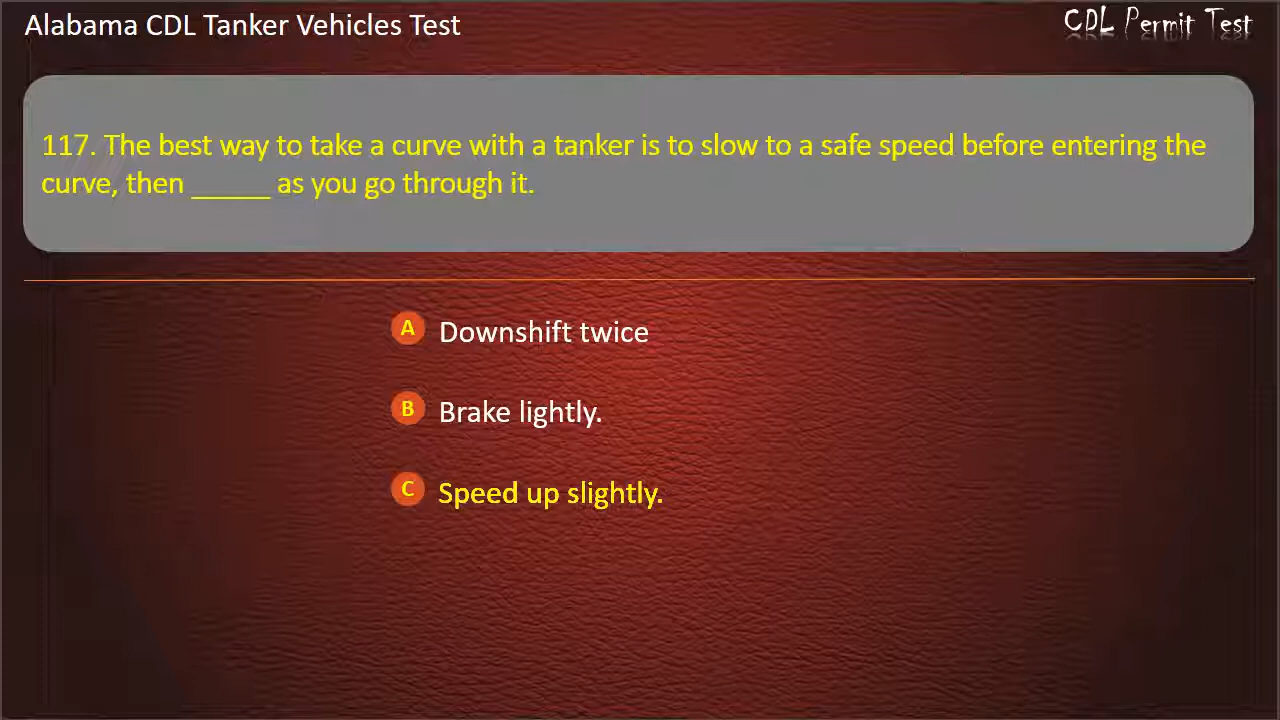 Alabama CDL Tanker Vehicles Test
CDL Permit Test
117. The best way to take a curve with a tanker is to slow to a safe speed before entering the
curve, then _____ as you go through it.
A Downshift twice
B Brake lightly.
C Speed up slightly.